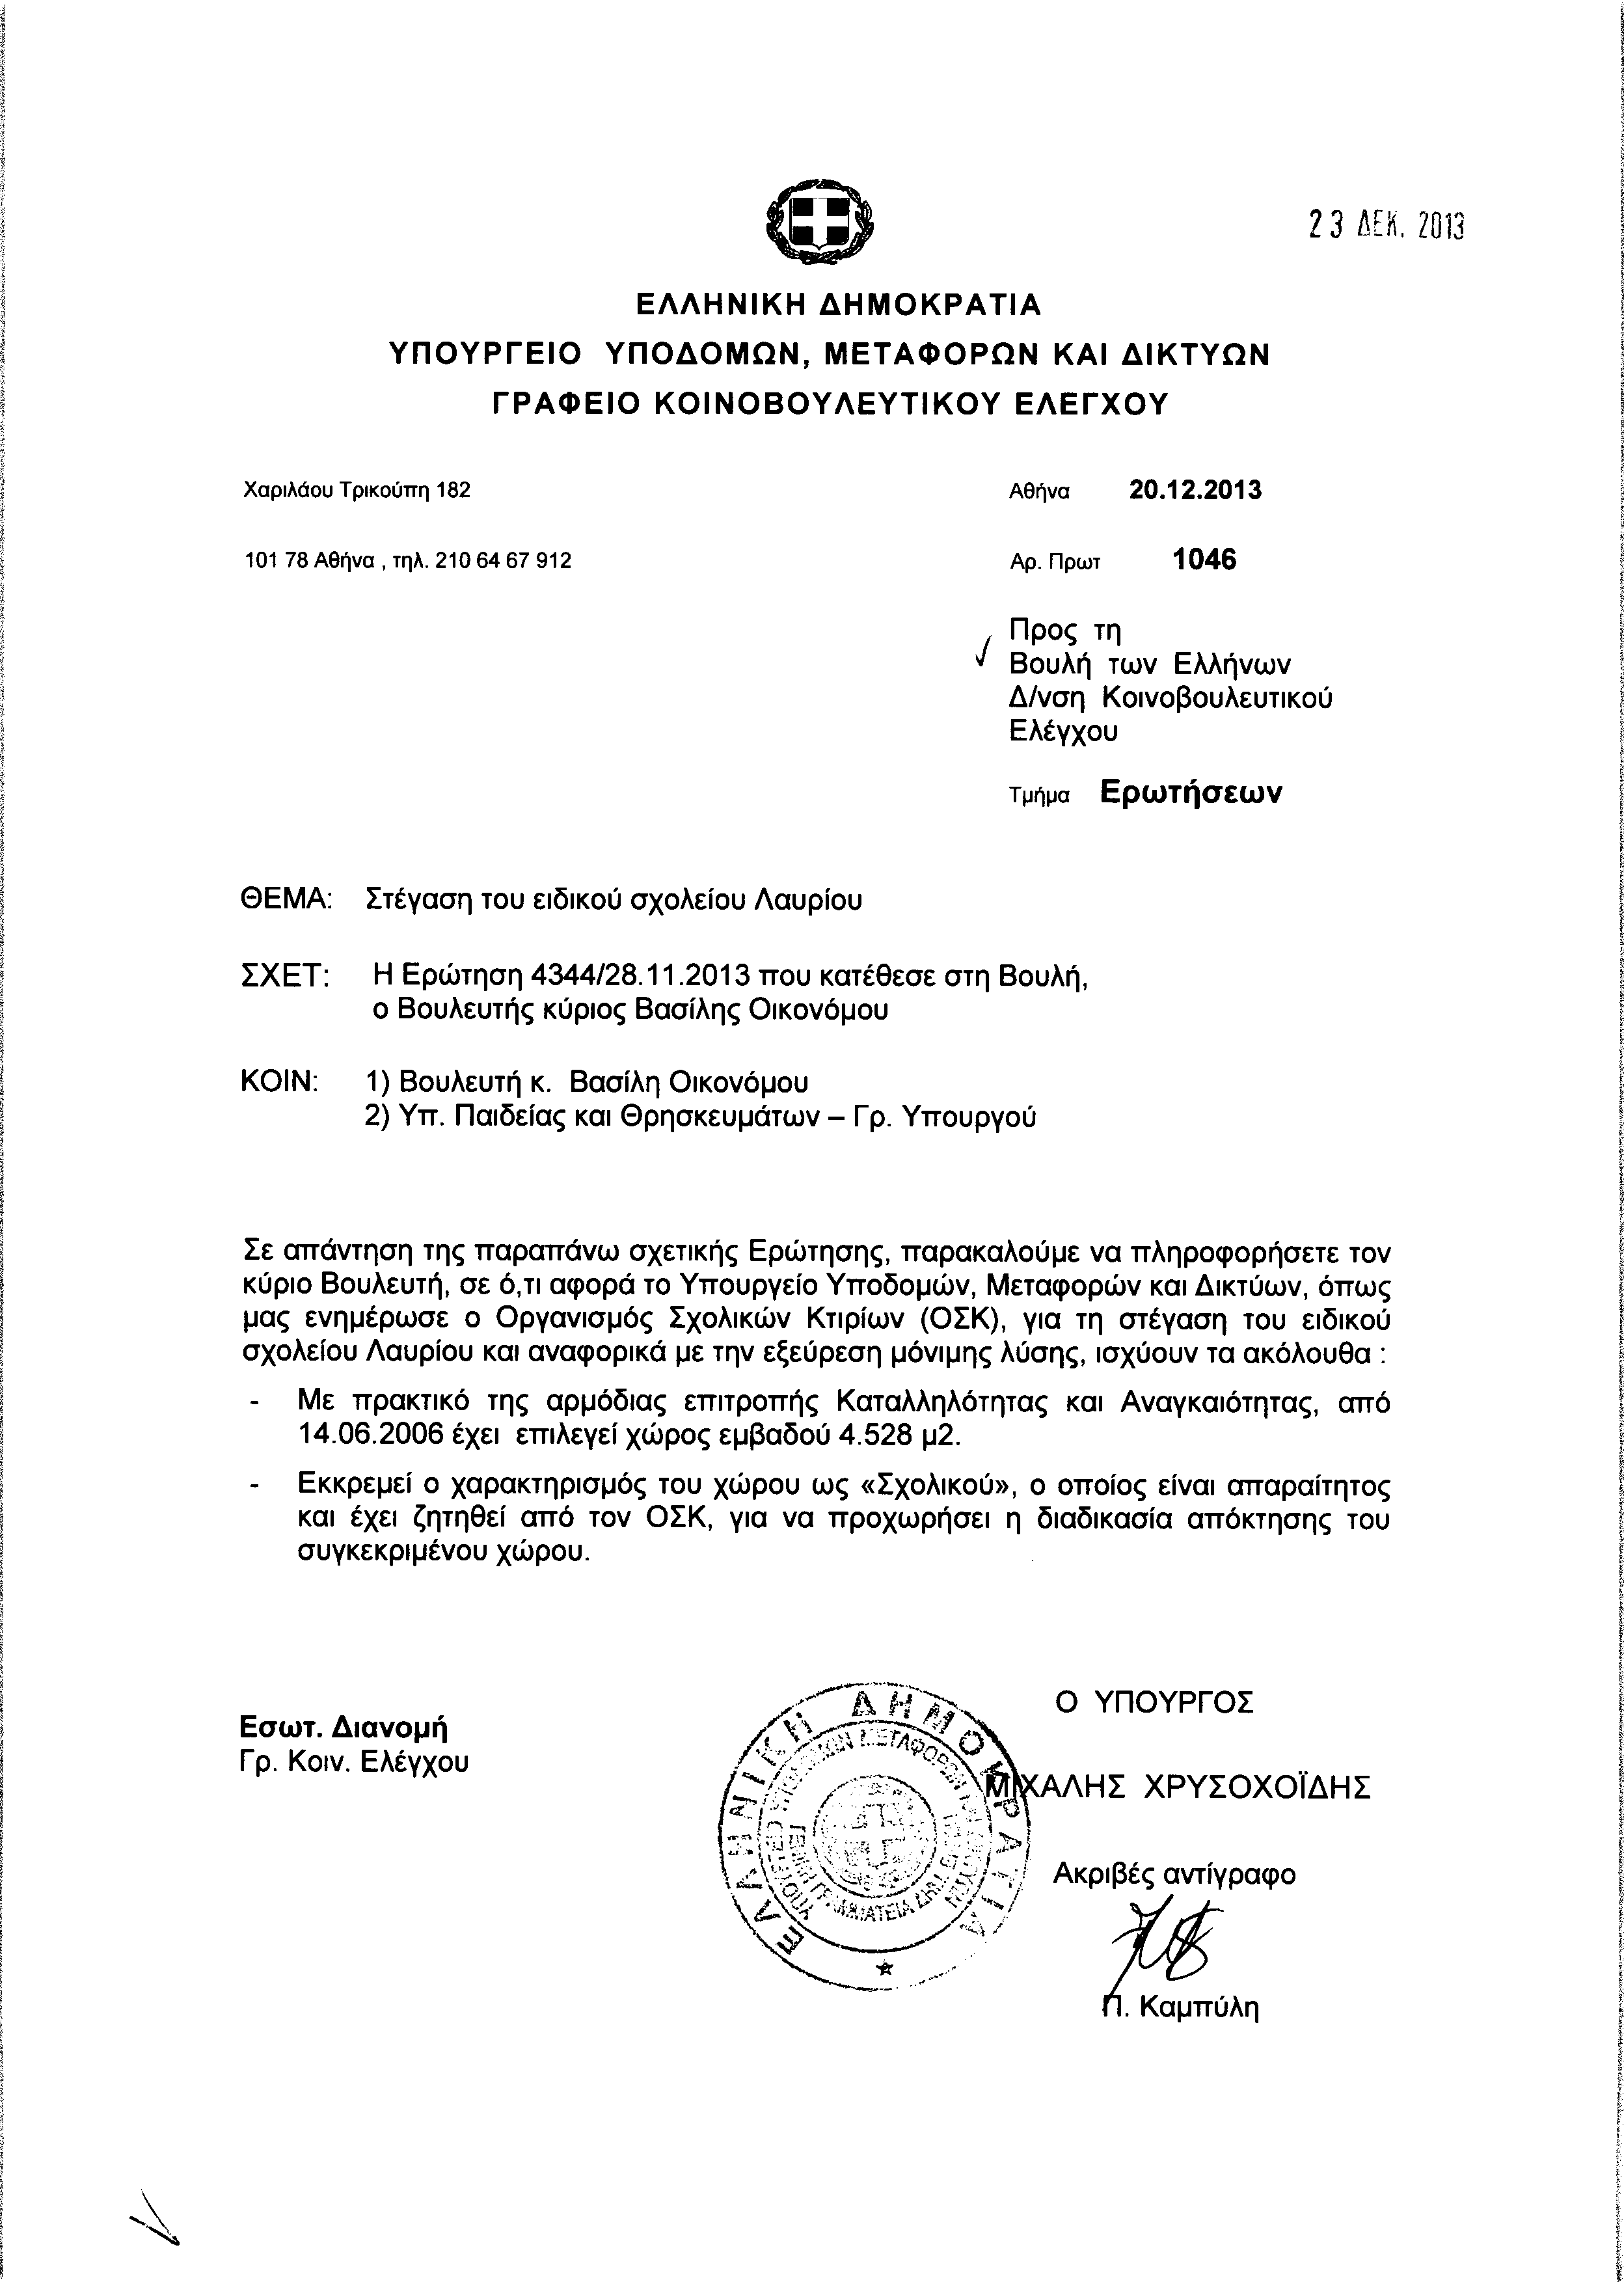 23 ΔΕΚ. 2013
ΕΛΛΗΝΙΚΗ ΔΗΜΟΚΡΑΤΙΑ
ΥΠΟΥΡΓΕΙΟ ΥΠΟΔΟΜΩΝ, ΜΕΤΑΦΟΡΩΝ ΚΑΙ ΔΙΚΤΥΩΝ
ΓΡΑΦΕΙΟ ΚΟΙΝΟΒΟΥΛΕΥΤΙΚΟΥ ΕΛΕΓΧΟΥ
Χαριλάου Τρικούπη 182
Αθήνα 20.12.2013
101 78 Αθήνα , τηλ. 210 64 67 912
Αρ. Πρωτ 1046
Προς τη
Βουλή των Ελλήνων
Δ/νση Κοινοβουλευτικού
Ελέγχου
Τμήμα Ερωτήσεων
ΘΕΜΑ: Στέγαση του ειδικού σχολείου Λαυρίου
ΣΧΕΤ: Η Ερώτηση 4344/28.11.2013 που κατέθεσε στη Βουλή,
ο Βουλευτής κύριος Βασίλης Οικονόμου
ΚΟΙΝ: 1) Βουλευτή κ. Βασίλη Οικονόμου
2) Υπ. Παιδείας και Θρησκευμάτων – Γρ. Υπουργού
Σε απάντηση της παραπάνω σχετικής Ερώτησης, παρακαλούμε να πληροφορήσετε τον
κύριο Βουλευτή, σε ό,τι αφορά το Υπουργείο Υποδομών, Μεταφορών και Δικτύων, όπως
μας ενημέρωσε ο Οργανισμός Σχολικών Κτιρίων (ΟΣΚ), για τη στέγαση του ειδικού
σχολείου Λαυρίου και αναφορικά με την εξεύρεση μόνιμης λύσης, ισχύουν τα ακόλουθα :
- Με πρακτικό της αρμόδιας επιτροπής Καταλληλότητας και Αναγκαιότητας, από
14.06.2006 έχει επιλεγεί χώρος εμβαδού 4.528 μ2.
- Εκκρεμεί ο χαρακτηρισμός του χώρου ως «Σχολικού», ο οποίος είναι απαραίτητος
και έχει ζητηθεί από τον ΟΣΚ, για να προχωρήσει η διαδικασία απόκτησης του
συγκεκριμένου χώρου.
Εσωτ. Διανομή
Γρ. Κοιν. Ελέγχου
Ο ΥΠΟΥΡΓΟΣ
ΜΙΧΑΛΗΣ ΧΡΥΣΟΧΟΪΔΗΣ
ΕΛΛΗΝΙΚΗ ΔΗΜΟΚΡΑΤΙΑ
Ακριβές αντίγραφο
Π. Καμπύλη